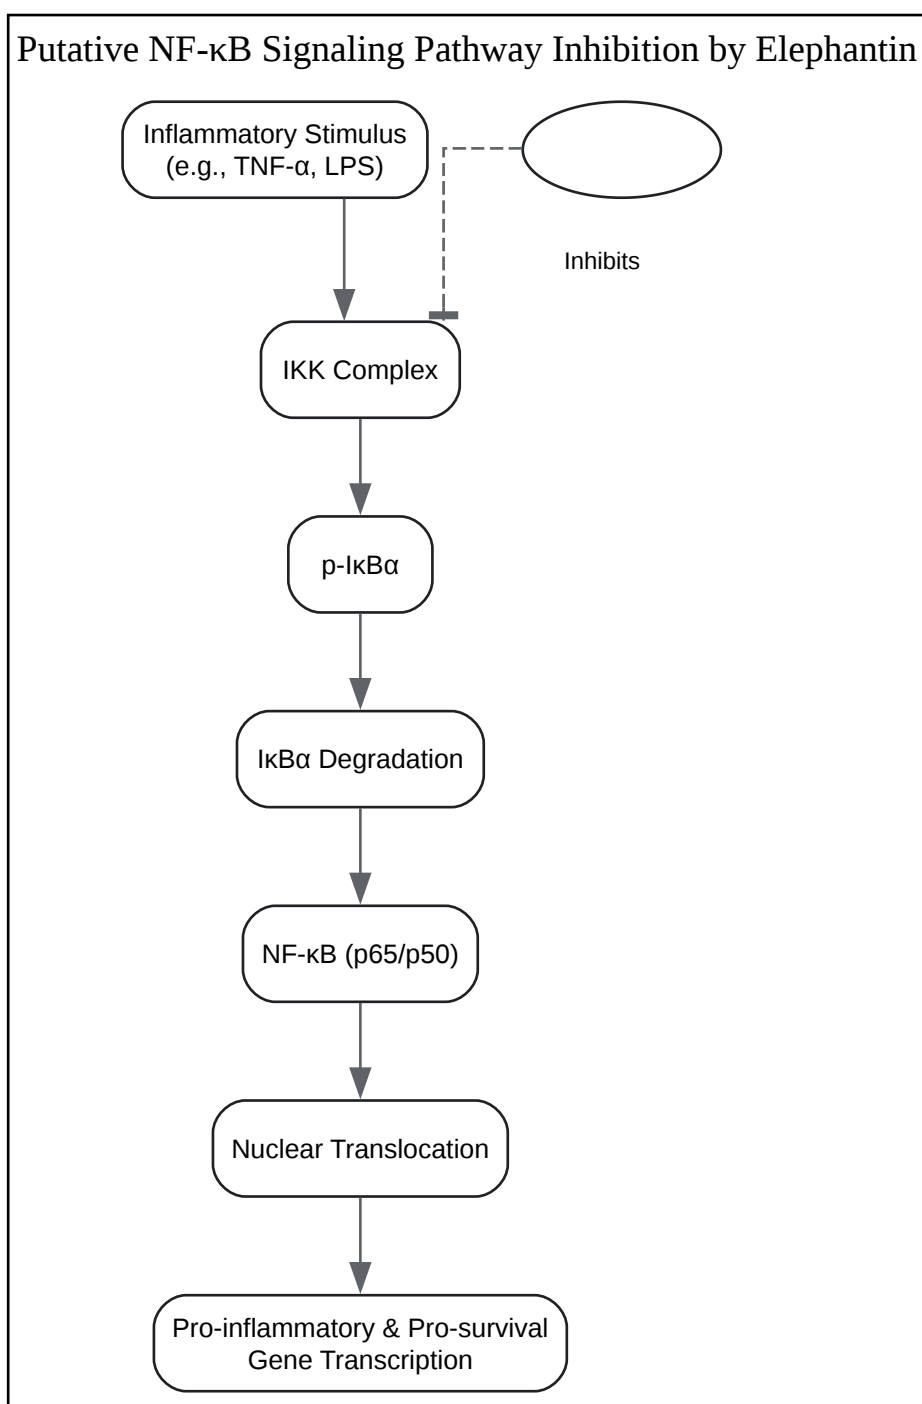 Putative NF-κB Signaling Pathway Inhibition by Elephantin
Inflammatory Stimulus
(e.g., TNF-α, LPS)
Inhibits
IKK Complex
p-IκBα
IκBα Degradation
NF-κB (p65/p50)
Nuclear Translocation
Pro-inflammatory & Pro-survival
Gene Transcription